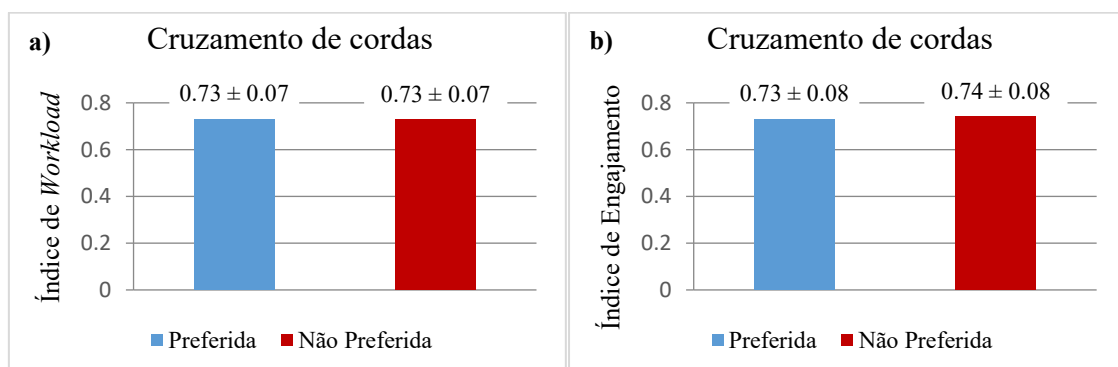 a)
Cruzamento de cordas
0.73 ± 0.07
0.73 ± 0.07
Índice de Workload
0.8
0.6
0.4
0.2
0
Preferida
Não Preferida
b)
Cruzamento de cordas
0.73 ± 0.08
0.74 ± 0.08
Índice de Engajamento
0.8
0.6
0.4
0.2
0
Preferida
Não Preferida